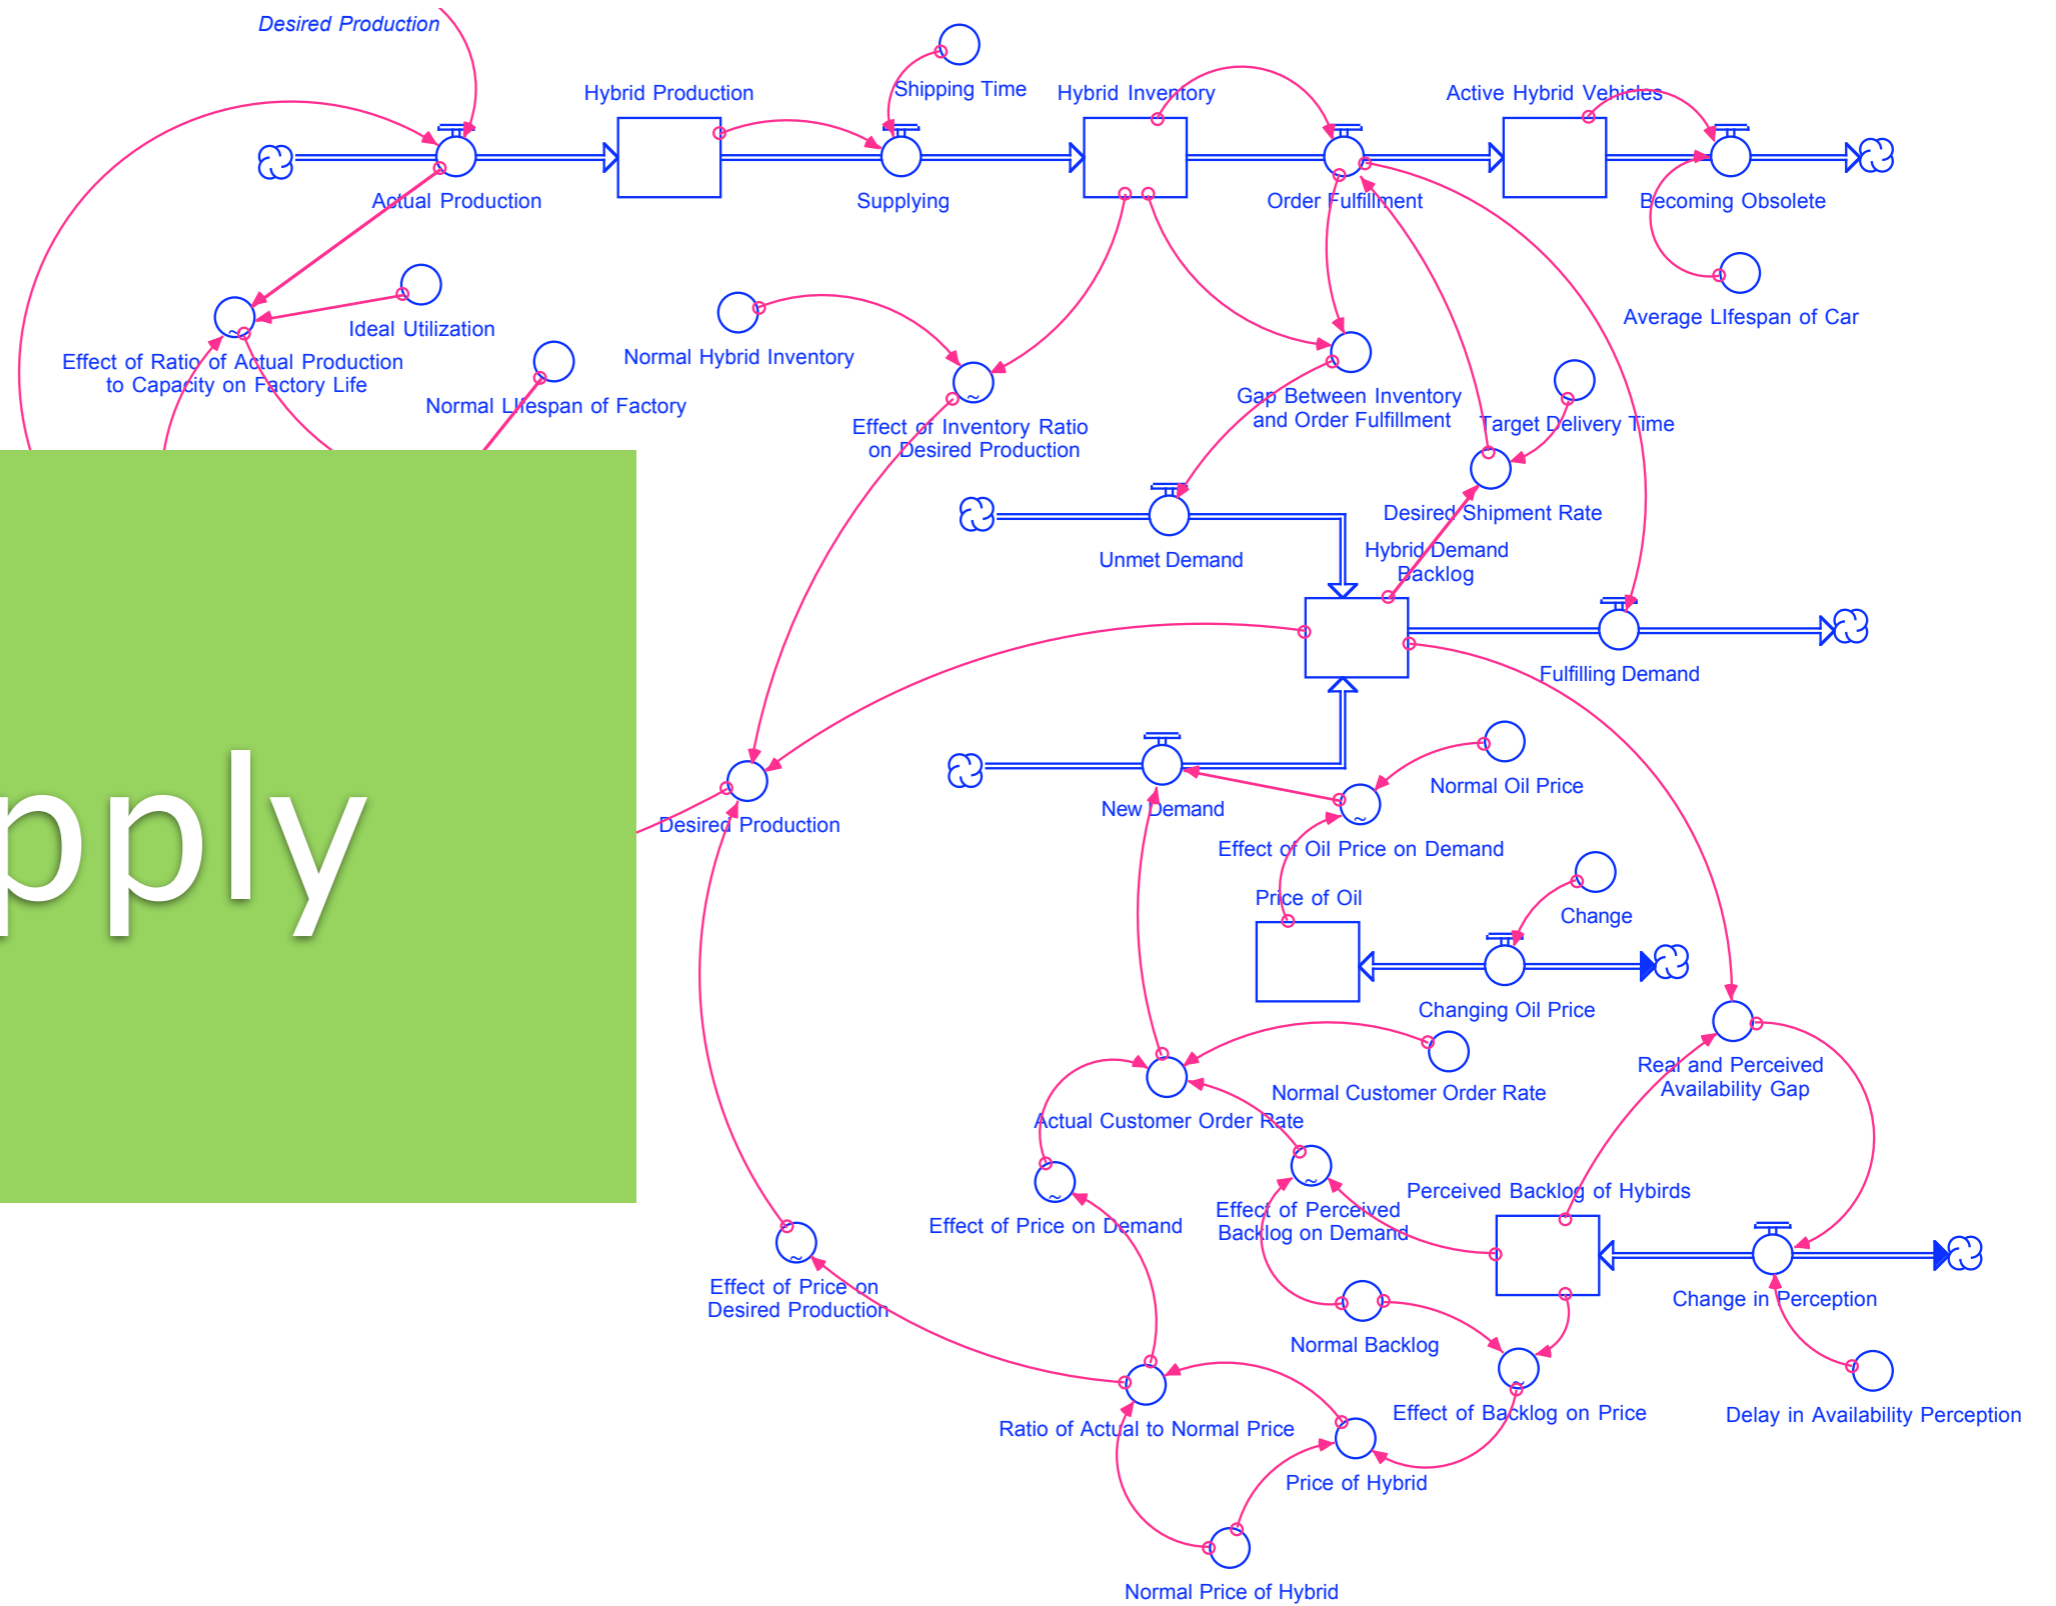 Desired Production
Shipping Time
Hybrid Production
Hybrid Inventory
Active Hybrid Vehicles
Actual Production
Supplying
Order Fulfillment
Becoming Obsolete
Average LIfespan of Car
Ideal Utilization
Normal Hybrid Inventory
Effect of Ratio of Actual Production
to Capacity on Factory Life
Normal LIfespan of Factory
Gap Between Inventory
and Order Fulfillment
Target Delivery Time
Effect of Inventory Ratio
on Desired Production
Desired Shipment Rate
Unmet Demand
Hybrid Demand
Backlog
Fulfilling Demand
pply
Desired Production
New Demand
Normal Oil Price
Effect of Oil Price on Demand
Price of Oil
Change
Changing Oil Price
Real and Perceived
Availability Gap
Normal Customer Order Rate
Actual Customer Order Rate
Effect of Price on Demand
Effect of Perceived
Backlog on Demand
Perceived Backlog of Hybirds
Effect of Price on
Desired Production
Change in Perception
Normal Backlog
Ratio of Actual to Normal Price
Effect of Backlog on Price
Delay in Availability Perception
Price of Hybrid
Normal Price of Hybrid